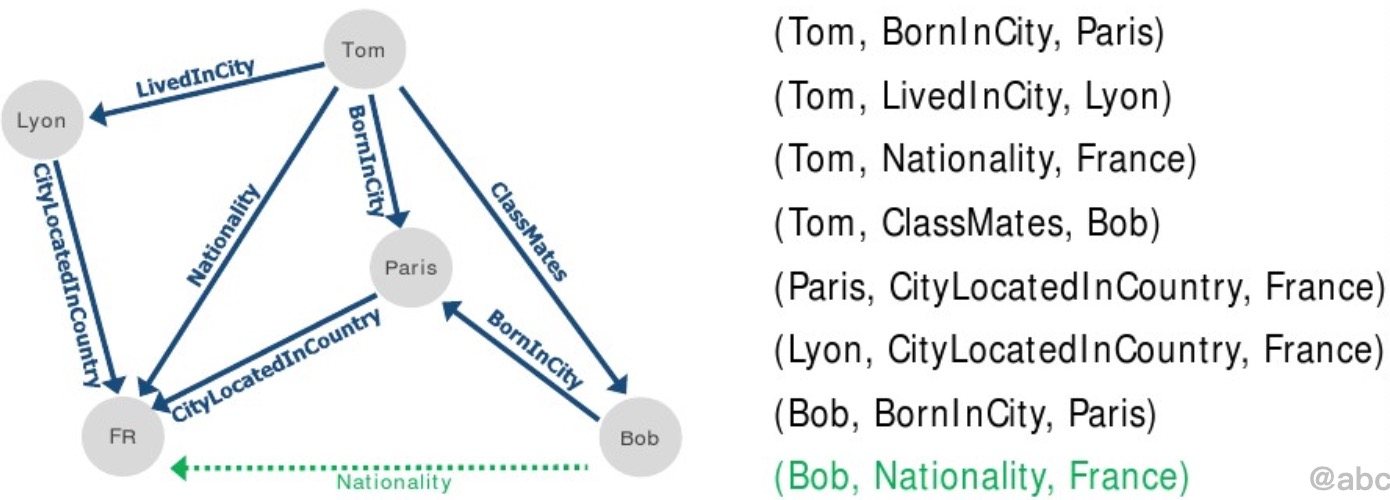 Tom
LivedInCity
Lyon
BornInCity
CityLocatedInCountry
Nationality
ClassMates
Paris
BornInCity
CityLocatedInCountry
FR
Bob
Nationality
(Tom, BornInCity, Paris)
(Tom, LivedInCity, Lyon)
(Tom, Nationality, France)
(Tom, ClassMates, Bob)
(Paris, CityLocatedInCountry, France)
(Lyon, CityLocatedInCountry, France)
(Bob, BornInCity, Paris)
(Bob, Nationality, France)
@abc